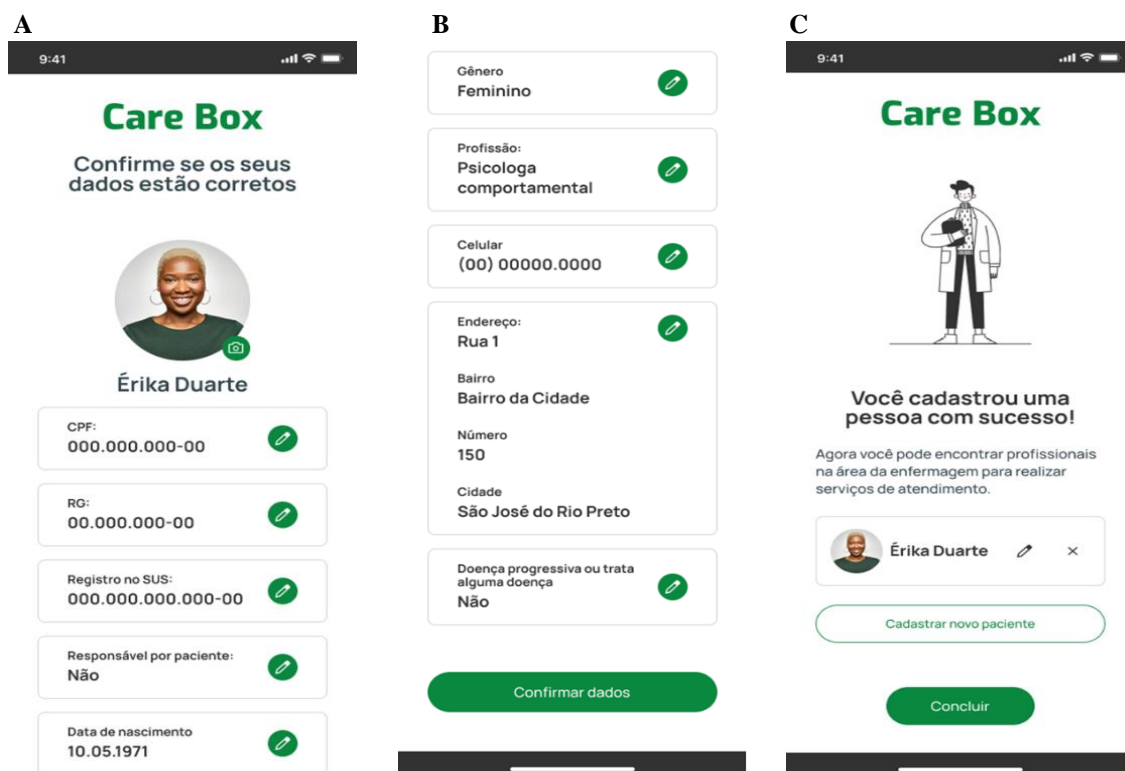 A
9:41
Care Box
Confirme se os seus
dados estão corretos
Érika Duarte
CPF:
000.000.000-00
RG:
00.000.000-00
Registro no SUS:
000.000.000.000-00
Responsável por paciente:
Não
Data de nascimento
10.05.1971
B
Gênero
Feminino
Profissão:
Psicologa
comportamental
Celular
(00) 00000.0000
Endereço:
Rua 1
Bairro
Bairro da Cidade
Número
150
Cidade
São José do Rio Preto
Doença progressiva ou trata
alguma doença
Não
Confirmar dados
C
9:41
Care Box
Você cadastrou uma
pessoa com sucesso!
Agora você pode encontrar profissionais
na área da enfermagem para realizar
serviços de atendimento.
Érika Duarte
Cadastrar novo paciente
Concluir